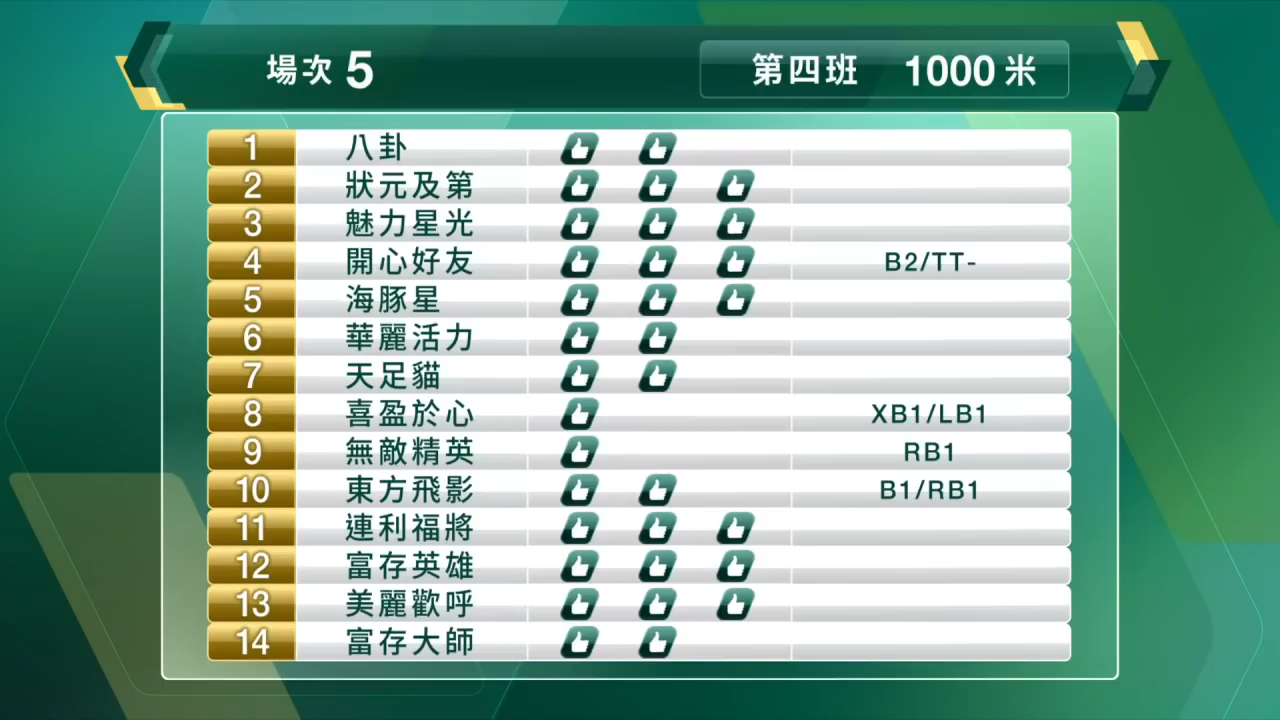 場次 5 第四班 1000 米
1 八卦
2 狀元及第
3 魅力星光
4 開心好友 B2/TT-
5 海豚星
6 華麗活力
7 天足貓
8 喜盈於心 XB1/LB1
9 無敵精英 RB1
10 東方飛影 B1/RB1
11 連利福將
12 富存英雄
13 美麗歡呼
14 富存大師